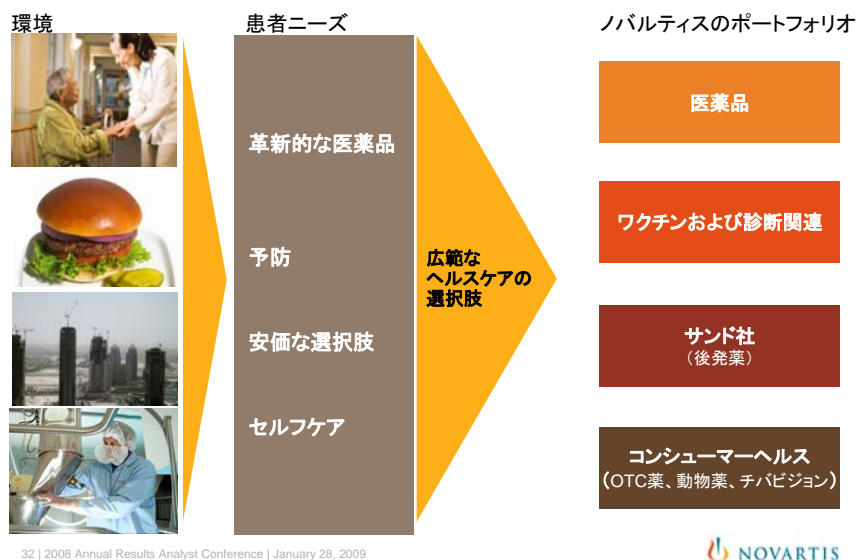 環境
患者ニーズ
ノバルティスのポートフォリオ
革新的な医薬品
予防
安価な選択肢
セルフケア
広範な
ヘルスケアの
選択肢
医薬品
ワクチンおよび診断関連
サンド社
（後発薬）
コンシューマーヘルス
（OTC薬、動物薬、チバビジョン）
32 | 2008 Annual Results Analyst Conference | January 28, 2009
NOVARTIS